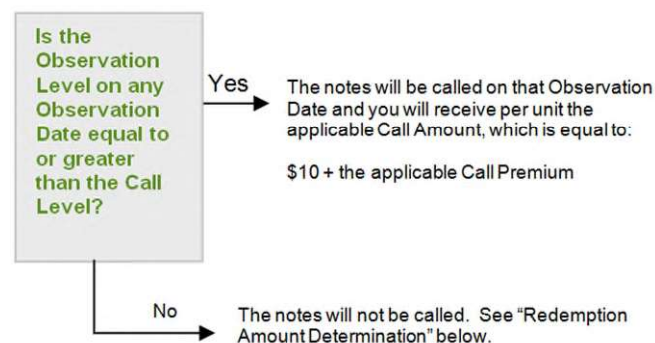 Is the
Observation
Level on any
Observation
Date equal to
or greater
than the Call
Level?
Yes
The notes will be called on that Observation
Date and you will receive per unit the
applicable Call Amount, which is equal to:
$10 + the applicable Call Premium
No
The notes will not be called. See “Redemption
Amount Determination” below.